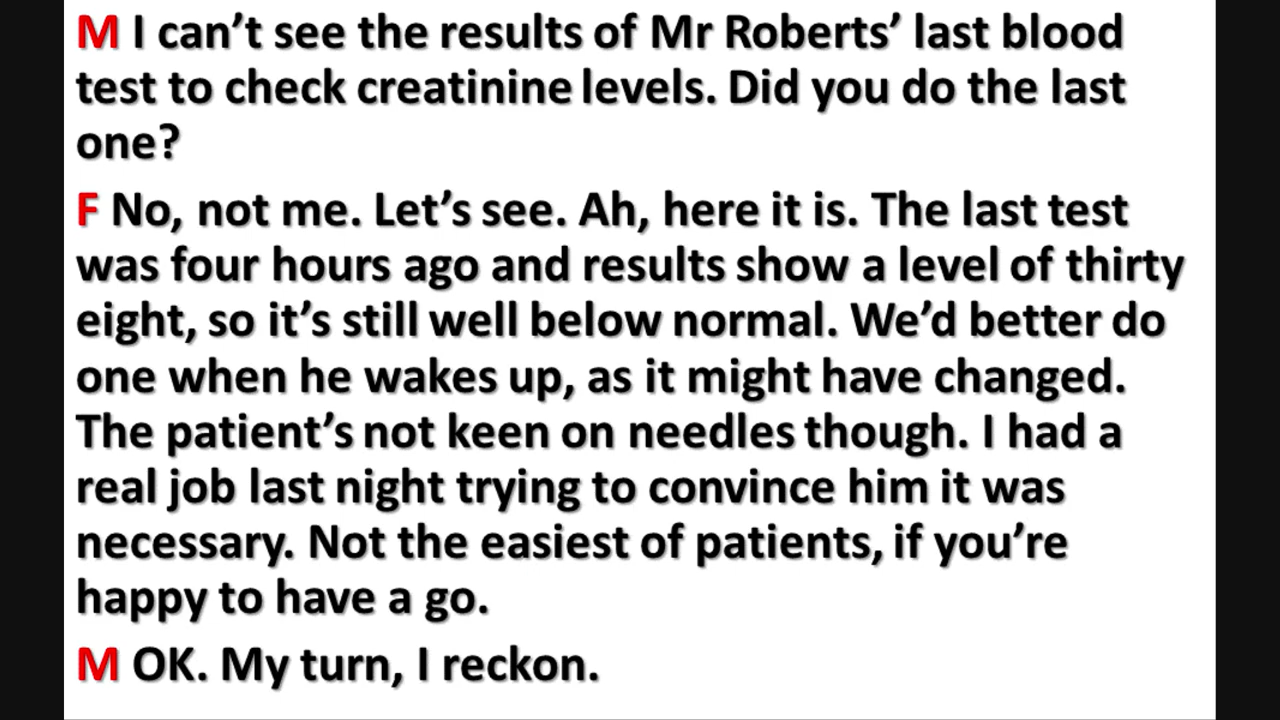 M I can’t see the results of Mr Roberts’ last blood
test to check creatinine levels. Did you do the last
one?
F No, not me. Let’s see. Ah, here it is. The last test
was four hours ago and results show a level of thirty
eight, so it’s still well below normal. We’d better do
one when he wakes up, as it might have changed.
The patient’s not keen on needles though. I had a
real job last night trying to convince him it was
necessary. Not the easiest of patients, if you’re
happy to have a go.
M OK. My turn, I reckon.